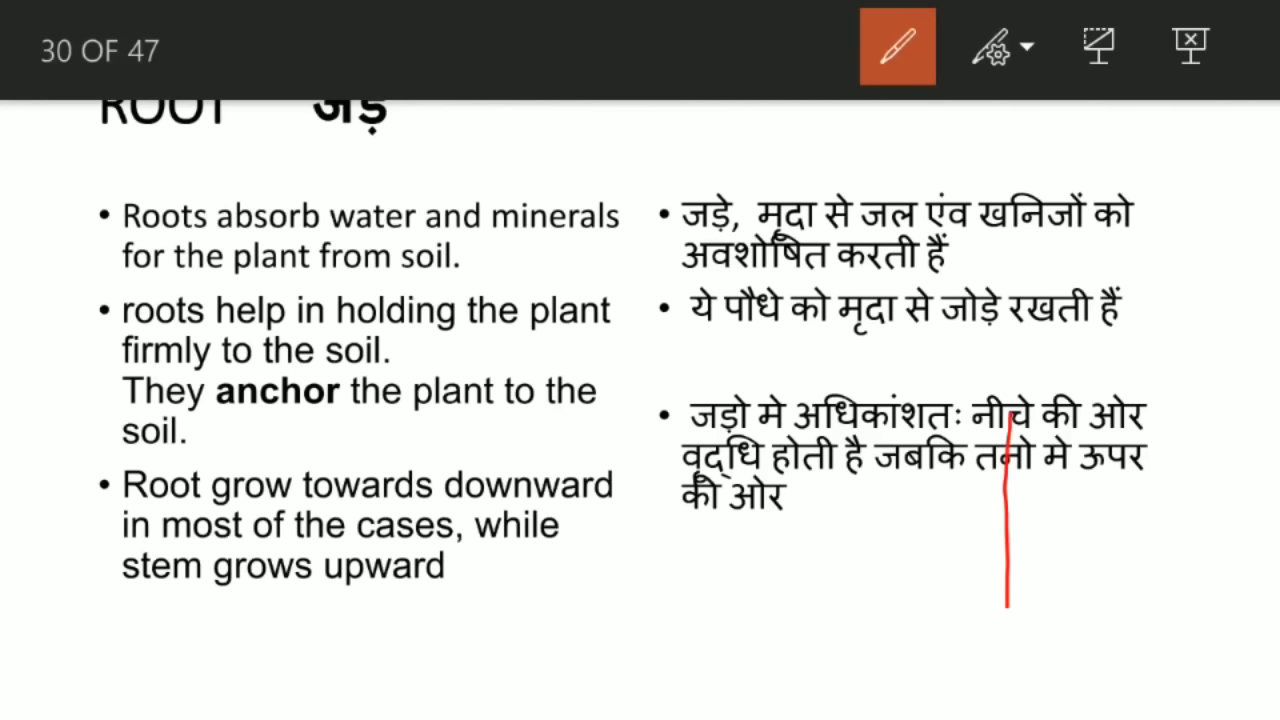 30 OF 47
ROOT जड़
• Roots absorb water and minerals
for the plant from soil.
• roots help in holding the plant
firmly to the soil.
They anchor the plant to the
soil.
• Root grow towards downward
in most of the cases, while
stem grows upward
• जड़े, मृदा से जल एंव खनिजों को
अवशोषित करती हैं
• ये पौधे को मृदा से जोड़े रखती हैं
• जड़ो मे अधिकांशतः नीचे की ओर
वृद्धि होती है जबकि तनो मे ऊपर
की ओर